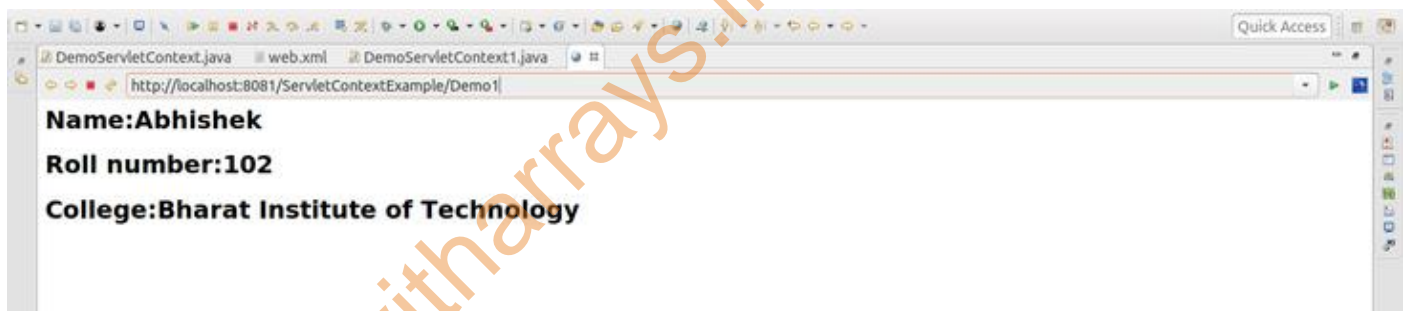 Quick Access
DemoServletContext.java web.xml DemoServletContext1.java
http://localhost:8081/ServletContextExample/Demo1
Name:Abhishek
Roll number:102
College:Bharat Institute of Technology